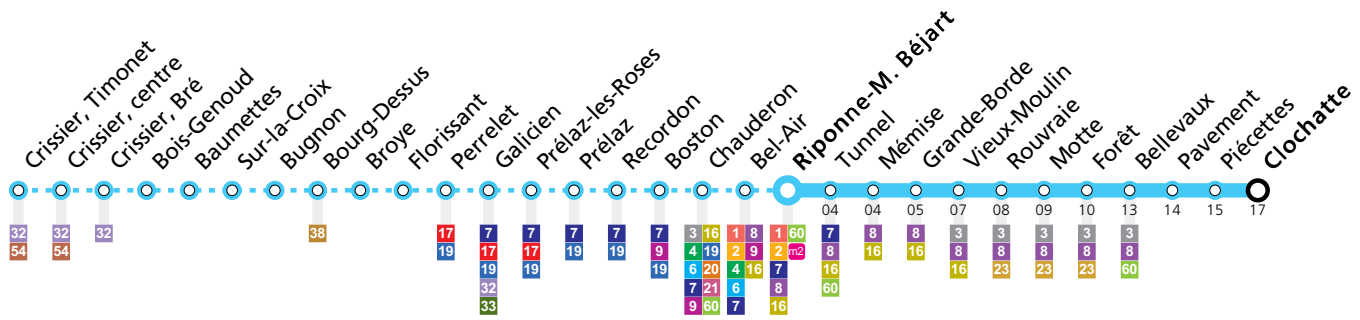 Crissier, Timonet
Crissier, centre
Crissier, Bré
Bois-Genoud
Baumettes
Sur-la-Croix
Bugnon
Bourg-Dessus
Broye
Florissant
Perrelet
Galicien
Prélaz-les-Roses
Prélaz
Recordon
Boston
Chauderon
Bel-Air
Riponne-M. Béjart
Tunnel
Mémise
Grande-Borde
Vieux-Moulin
Rouvraie
Motte
Forêt
Bellevaux
Pavement
Piécettes
Clochatte
04 04 05 07 08 09 10 13 14 15 17
32 32 32 38 17 7 7 7 7 7 3 16 1 8 1 60 7 8 8 3 3 3 3 3
54 54 19 17 17 19 19 9 4 19 2 9 2 m2 8 16 16 8 8 8 8 8
19 19 19 6 20 4 16 7 16 16 23 23 23 60
32 7 21 6 8 60
33 9 60 7 16